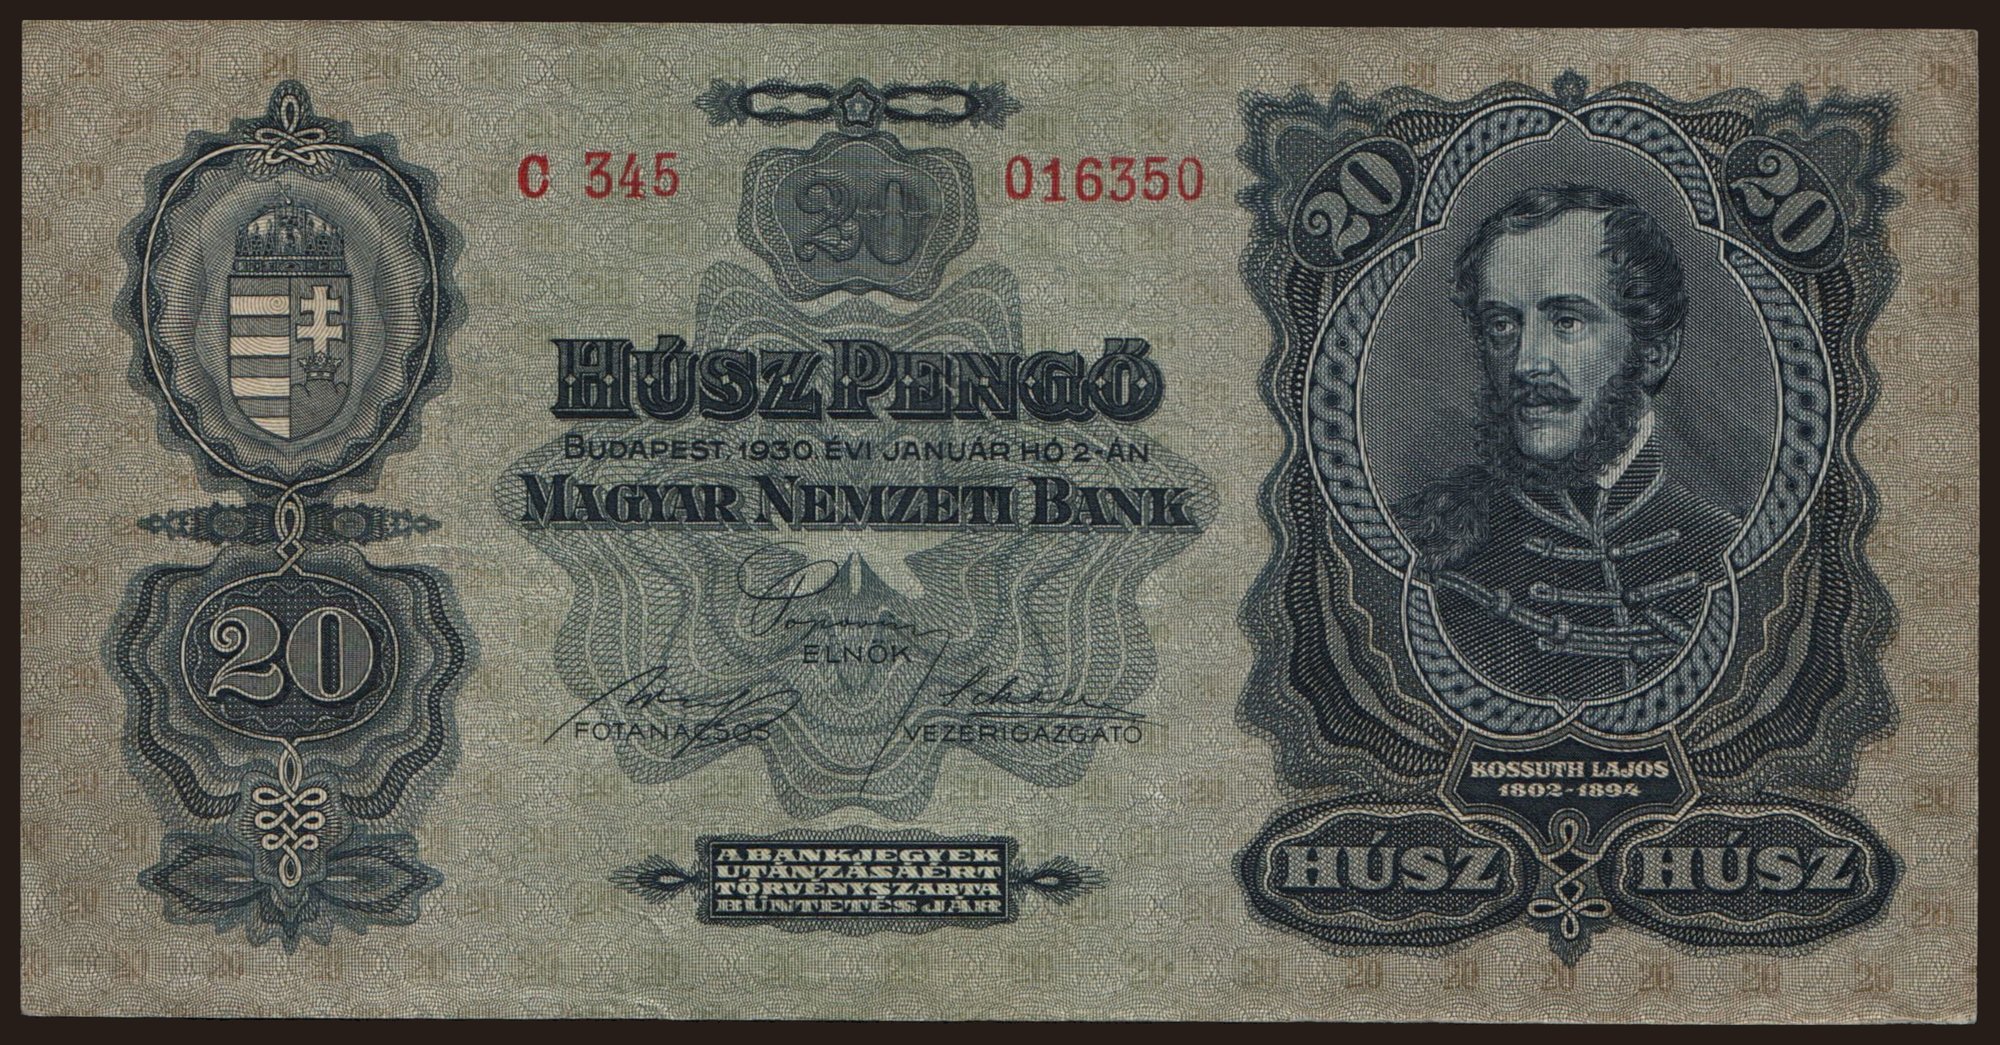 C 345
20
016350
20
20
HÚSZ PENGŐ
BUDAPEST, 1930. ÉVI JANUÁR HÓ 2-ÁN
MAGYAR NEMZETI BANK
20
ELNÖK
FŐTANÁCSOS
VEZÉRIGAZGATÓ
KOSSUTH LAJOS
1802-1894
A BANKJEGYEK
UTÁNZÁSÁÉRT
TÖRVÉNYSZABTA
BÜNTETÉS JÁR
HÚSZ
HÚSZ